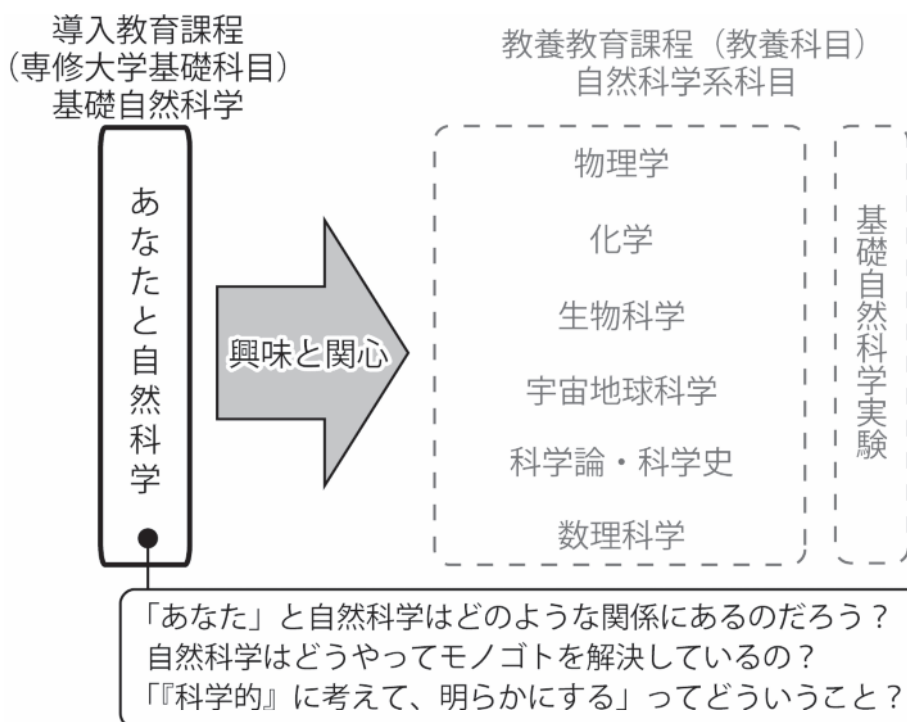 導入教育課程
（専修大学基礎科目）
基礎自然科学
あなたと自然科学
興味と関心
教養教育課程（教養科目）
自然科学系科目
物理学
化学
生物科学
宇宙地球科学
科学論・科学史
数理科学
基礎自然科学実験
「あなた」と自然科学はどのような関係にあるのだろう？
自然科学はどうやってモノゴトを解決しているの？
「『科学的』に考えて、明らかにする」ってどういうこと？